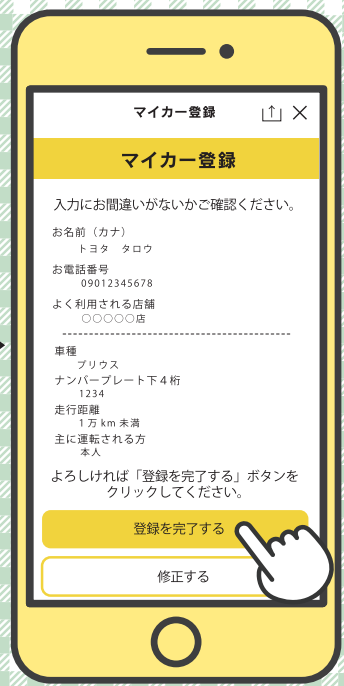 マイカー登録
マイカー登録
入力にお間違いがないかご確認ください。
お名前（カナ）
トヨタ　タロウ
お電話番号
09012345678
よく利用される店舗
○○○○○店
車種
プリウス
ナンバープレート下４桁
1234
走行距離
１万 km 未満
主に運転される方
本人
よろしければ「登録を完了する」ボタンを
クリックしてください。
登録を完了する
修正する